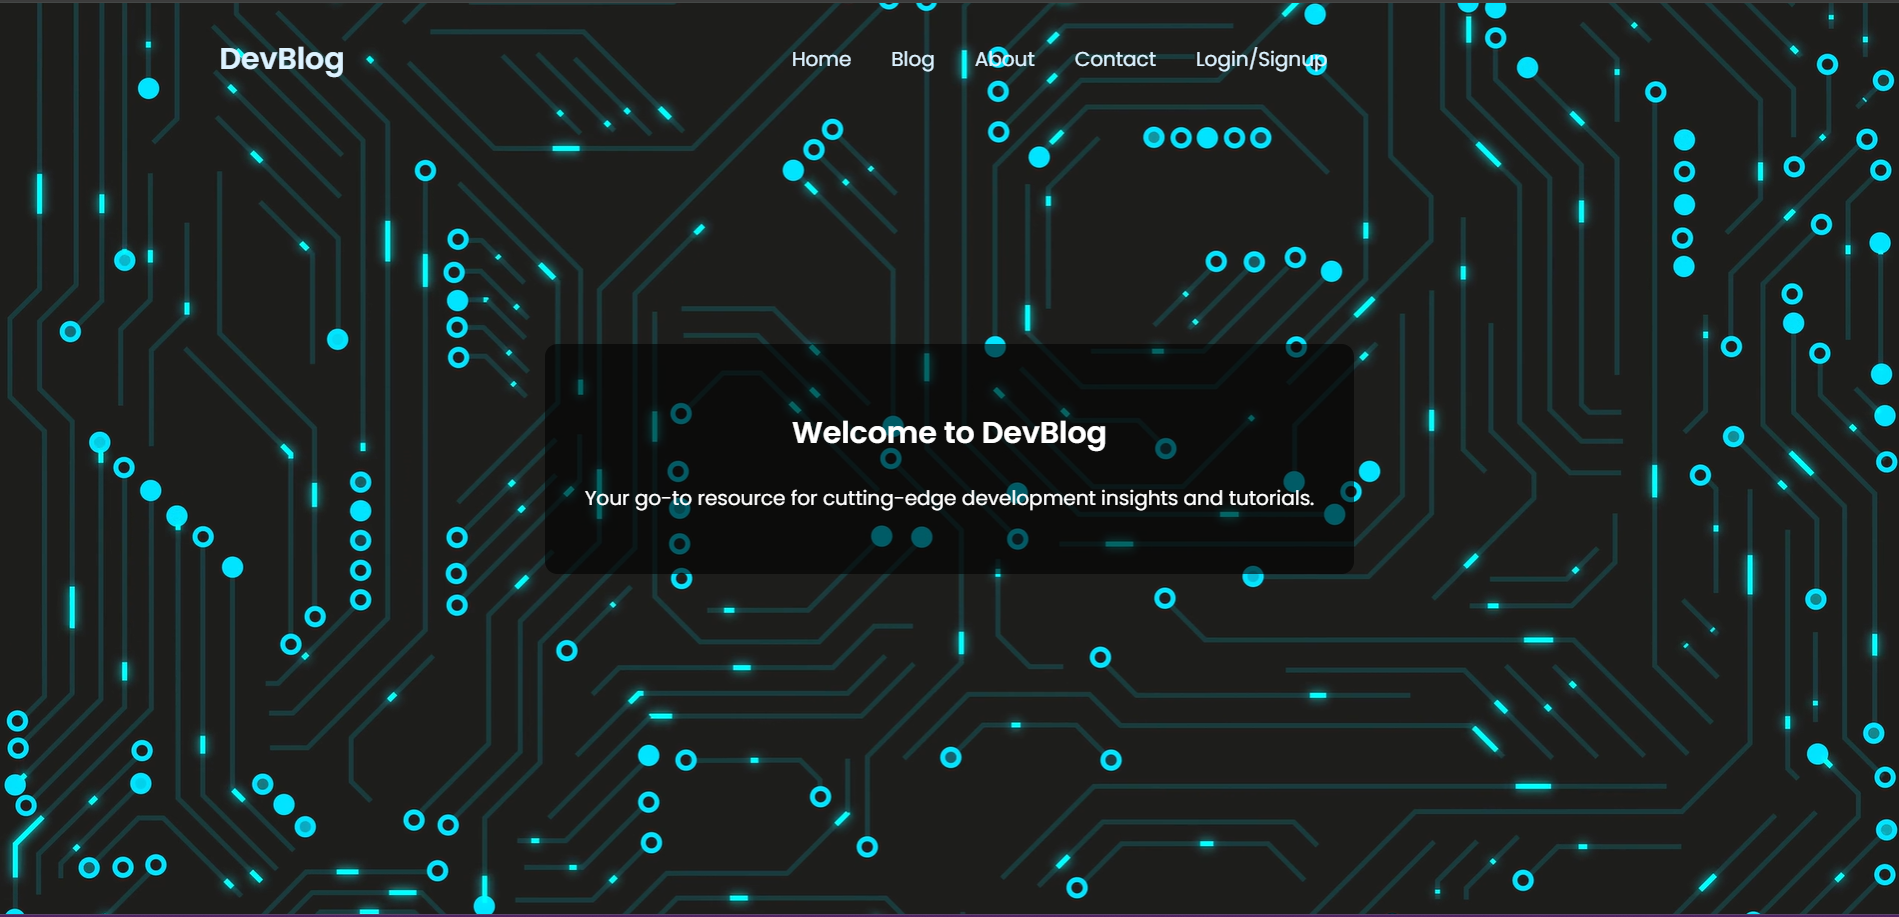 DevBlog
Home Blog About Contact Login/Signup
Welcome to DevBlog
Your go-to resource for cutting-edge development insights and tutorials.